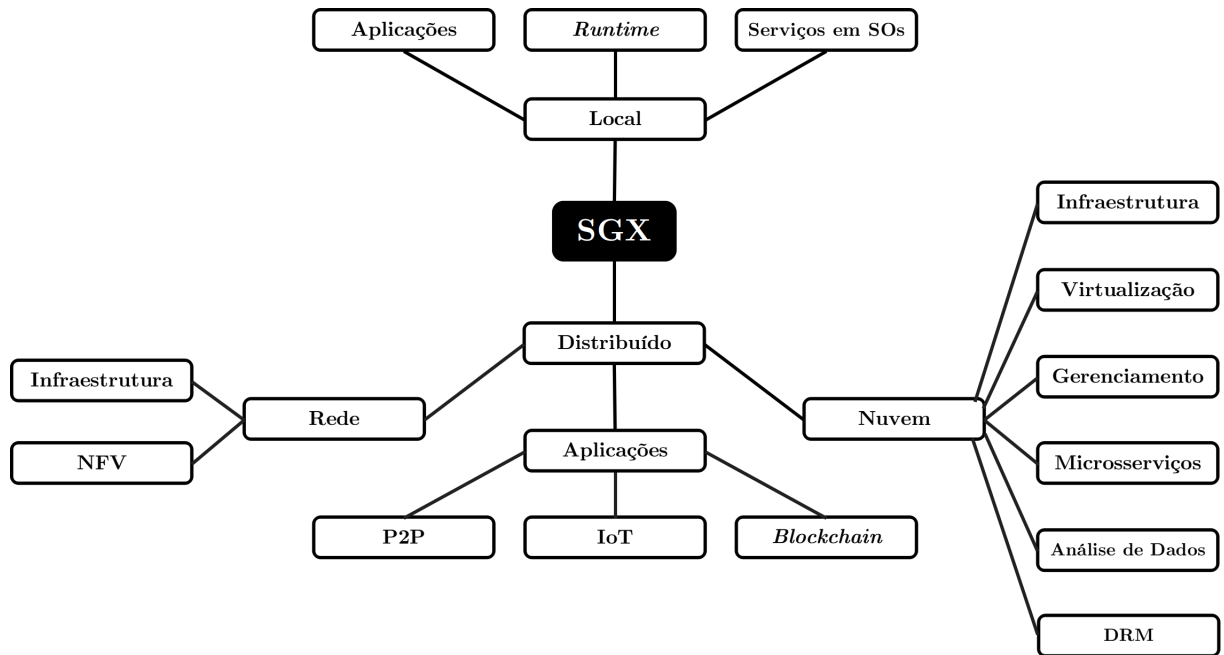 Aplicações
Runtime
Serviços em SOs
Local
SGX
Infraestrutura
Virtualização
Distribuído
Infraestrutura
Gerenciamento
Rede
Nuvem
Aplicações
NFV
Microsserviços
P2P
IoT
Blockchain
Análise de Dados
DRM